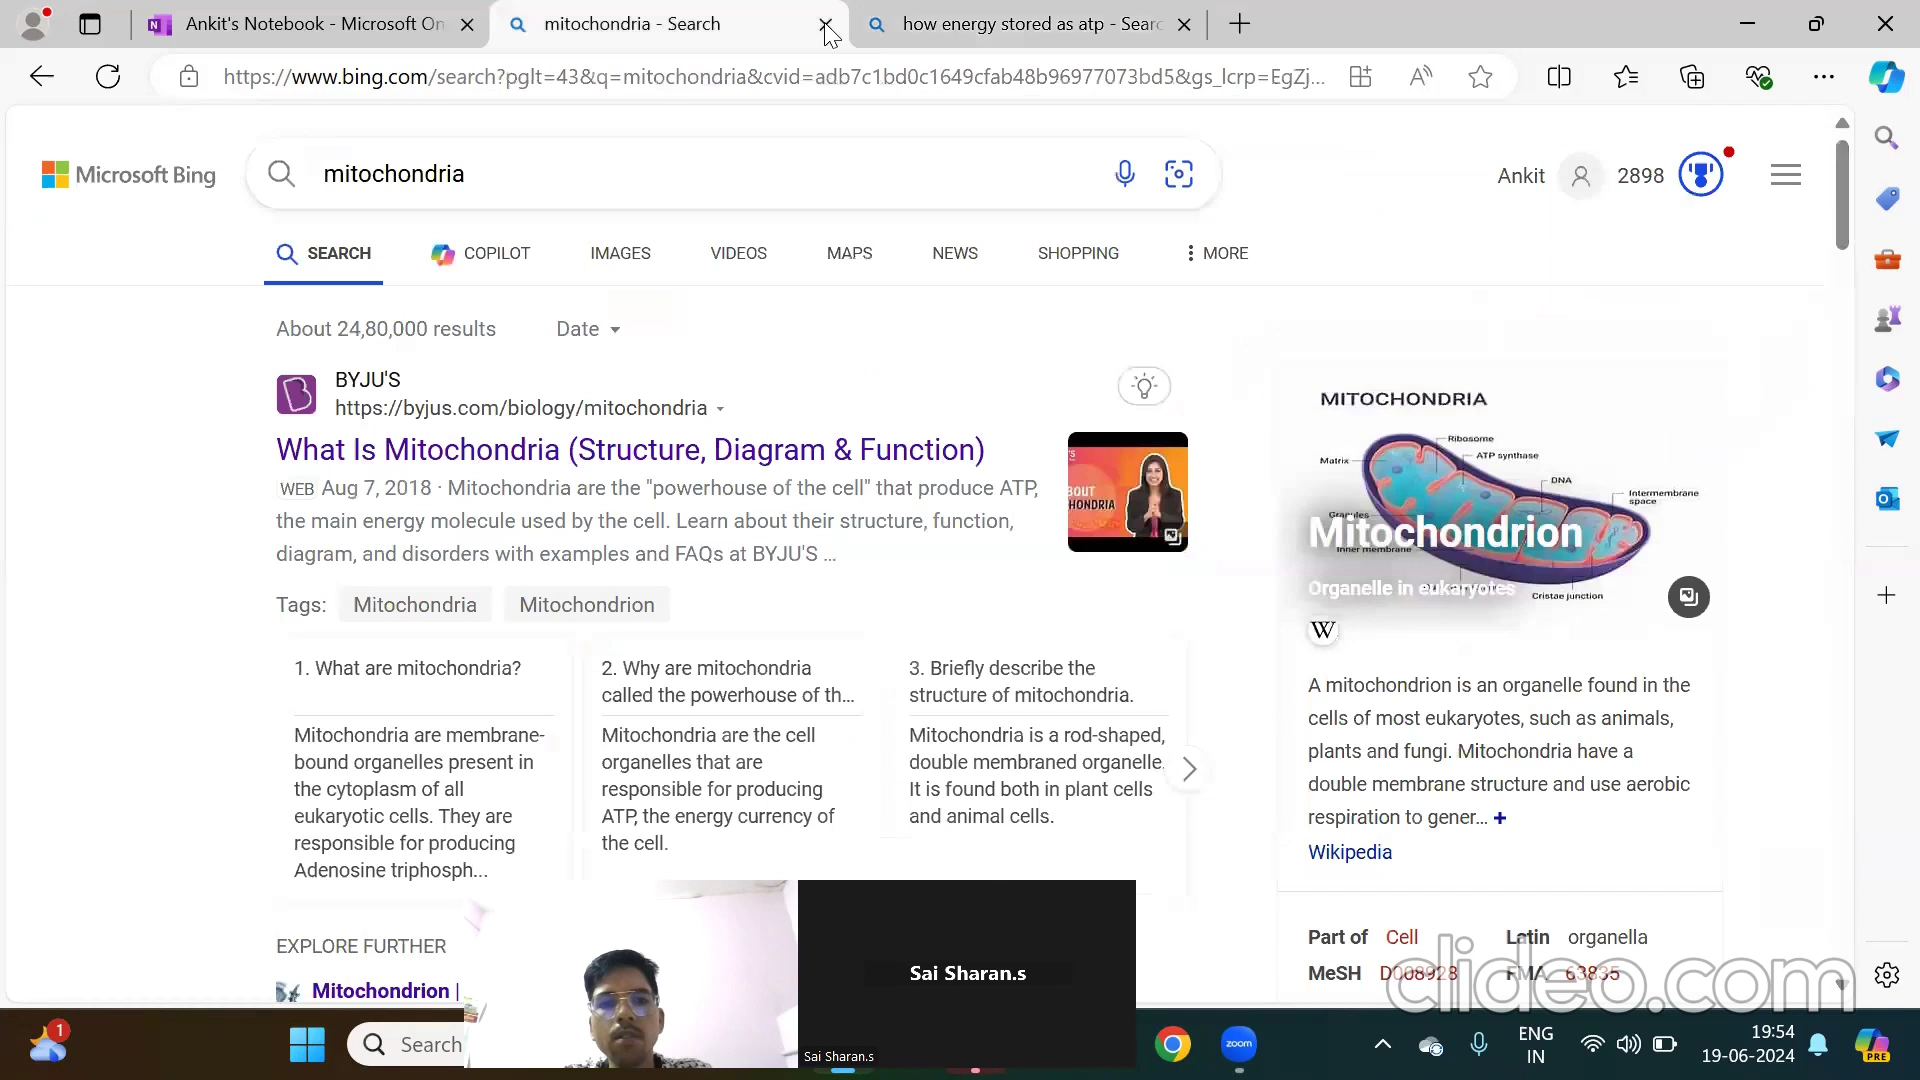 Ankit's Notebook - Microsoft On
mitochondria - Search
how energy stored as atp - Searc
https://www.bing.com/search?pglt=43&q=mitochondria&cvid=adb7c1bd0c1649cfab48b96977073bd5&gs_lcrp=EgZj...
Microsoft Bing
mitochondria
Ankit
2898
SEARCH
COPILOT
IMAGES
VIDEOS
MAPS
NEWS
SHOPPING
MORE
About 24,80,000 results
Date
BYJU'S
https://byjus.com/biology/mitochondria
What Is Mitochondria (Structure, Diagram & Function)
WEB Aug 7, 2018 · Mitochondria are the "powerhouse of the cell" that produce ATP,
the main energy molecule used by the cell. Learn about their structure, function,
diagram, and disorders with examples and FAQs at BYJU'S ...
Tags: Mitochondria Mitochondrion
1. What are mitochondria?
Mitochondria are membrane-
bound organelles present in
the cytoplasm of all
eukaryotic cells. They are
responsible for producing
Adenosine triphosph...
2. Why are mitochondria
called the powerhouse of th...
Mitochondria are the cell
organelles that are
responsible for producing
ATP, the energy currency of
the cell.
3. Briefly describe the
structure of mitochondria.
Mitochondria is a rod-shaped,
double membraned organelle.
It is found both in plant cells
and animal cells.
EXPLORE FURTHER
Mitochondrion |
MITOCHONDRIA
Ribosome
Matrix
ATP synthase
DNA
Intermembrane
space
Granules
Inner membrane
Cristae junction
Mitochondrion
Organelle in eukaryotes
W
A mitochondrion is an organelle found in the
cells of most eukaryotes, such as animals,
plants and fungi. Mitochondria have a
double membrane structure and use aerobic
respiration to gener... +
Wikipedia
Part of Cell
Latin organella
MeSH D008928
FMA 63835
clideo.com
Sai Sharan.s
Sai Sharan.s
1
Search
zoom
ENG
IN
19:54
19-06-2024
PRE